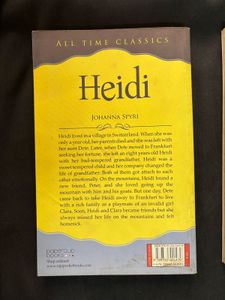 ALL TIME CLASSICS
Heidi
JOHANNA SPYRI
Heidi lived in a village in Switzerland. When she was
only a year old, her parents died and she was left with
her aunt Dete. Later, when Dete moved to Frankfurt
seeking her fortune, she left an eight years old Heidi
with her bad-tempered grandfather. Heidi was a
sweet-tempered child and her company changed the
life of grandfather. Both of them got attach to each
other emotionally. On the mountains, Heidi found a
new friend, Peter, and she loved going up the
mountain with him and his goats. But one day, Dete
came back to take Heidi away to Frankfurt to live
with a rich family as a playmate of an invalid girl
Clara. Soon, Heidi and Clara became friends but she
always missed her life on the mountains and felt
homesick.